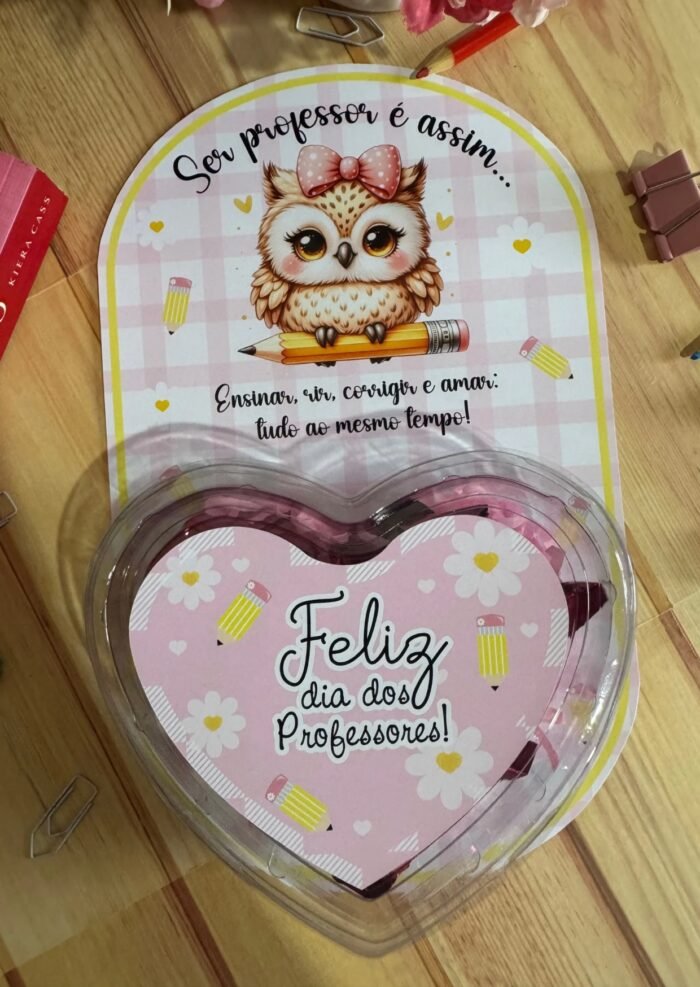 Ser professor é assim...
KIERA CASS
Ensinar, rir, corrigir e amar:
tudo ao mesmo tempo!
Feliz
dia dos
Professores!